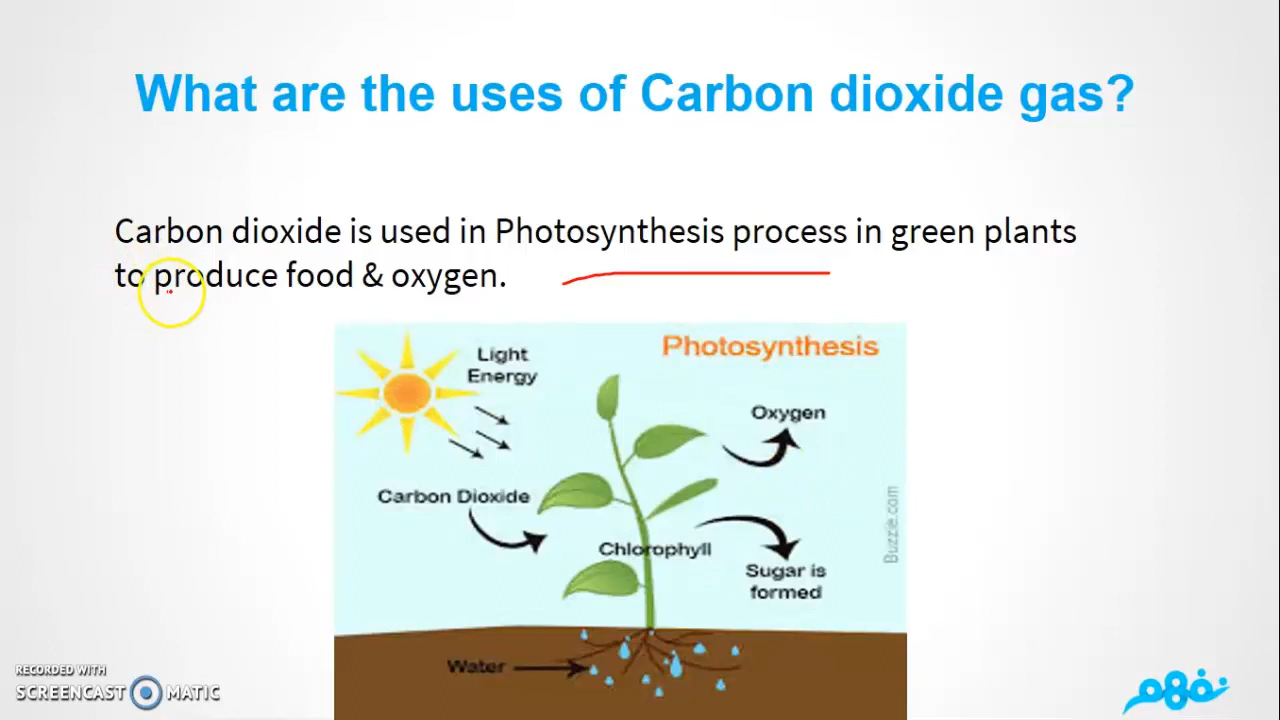 What are the uses of Carbon dioxide gas?
Carbon dioxide is used in Photosynthesis process in green plants
to produce food & oxygen.
Photosynthesis
Light
Energy
Oxygen
Carbon Dioxide
Chlorophyll
Sugar is
formed
Water
Buzzle.com
RECORDED WITH
SCREENCAST MATIC
نفهم